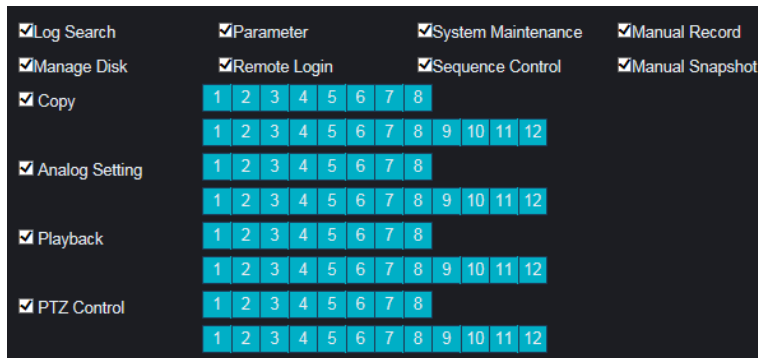 Log Search Parameter System Maintenance Manual Record
Manage Disk Remote Login Sequence Control Manual Snapshot
Copy 1 2 3 4 5 6 7 8
1 2 3 4 5 6 7 8 9 10 11 12
Analog Setting 1 2 3 4 5 6 7 8
1 2 3 4 5 6 7 8 9 10 11 12
Playback 1 2 3 4 5 6 7 8
1 2 3 4 5 6 7 8 9 10 11 12
PTZ Control 1 2 3 4 5 6 7 8
1 2 3 4 5 6 7 8 9 10 11 12